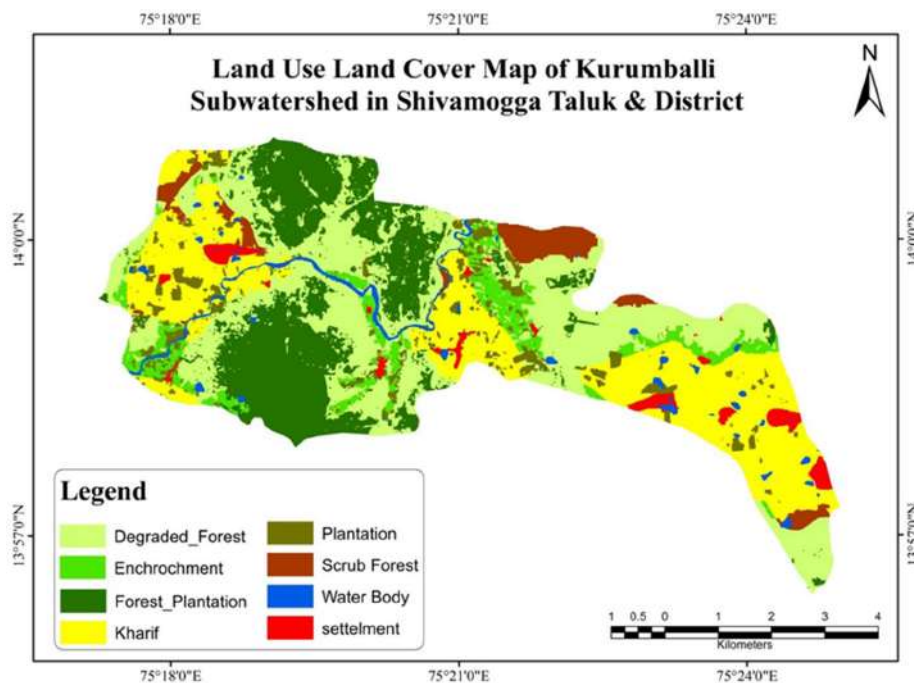 75°18'0"E 75°21'0"E 75°24'0"E
Land Use Land Cover Map of Kurumballi
Subwatershed in Shivamogga Taluk & District
N
14°0'0"N 14°0'0"N
Legend
Degraded_Forest Plantation
Enchrochment Scrub Forest
Forest_Plantation Water Body
Kharif settelment
13°57'0"N 13°57'0"N
1 0.5 0 1 2 3 4
Kilometers
75°18'0"E 75°21'0"E 75°24'0"E